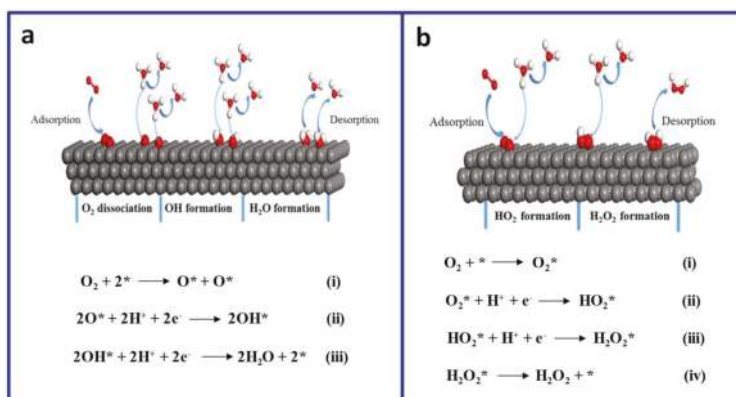 a
Adsorption
Desorption
O₂ dissociation
OH formation
H₂O formation
O₂ + 2* ⟶ O* + O* (i)
2O* + 2H⁺ + 2e⁻ ⟶ 2OH* (ii)
2OH* + 2H⁺ + 2e⁻ ⟶ 2H₂O + 2* (iii)
b
Adsorption
Desorption
HO₂ formation
H₂O₂ formation
O₂ + * ⟶ O₂* (i)
O₂* + H⁺ + e⁻ ⟶ HO₂* (ii)
HO₂* + H⁺ + e⁻ ⟶ H₂O₂* (iii)
H₂O₂* ⟶ H₂O₂ + * (iv)